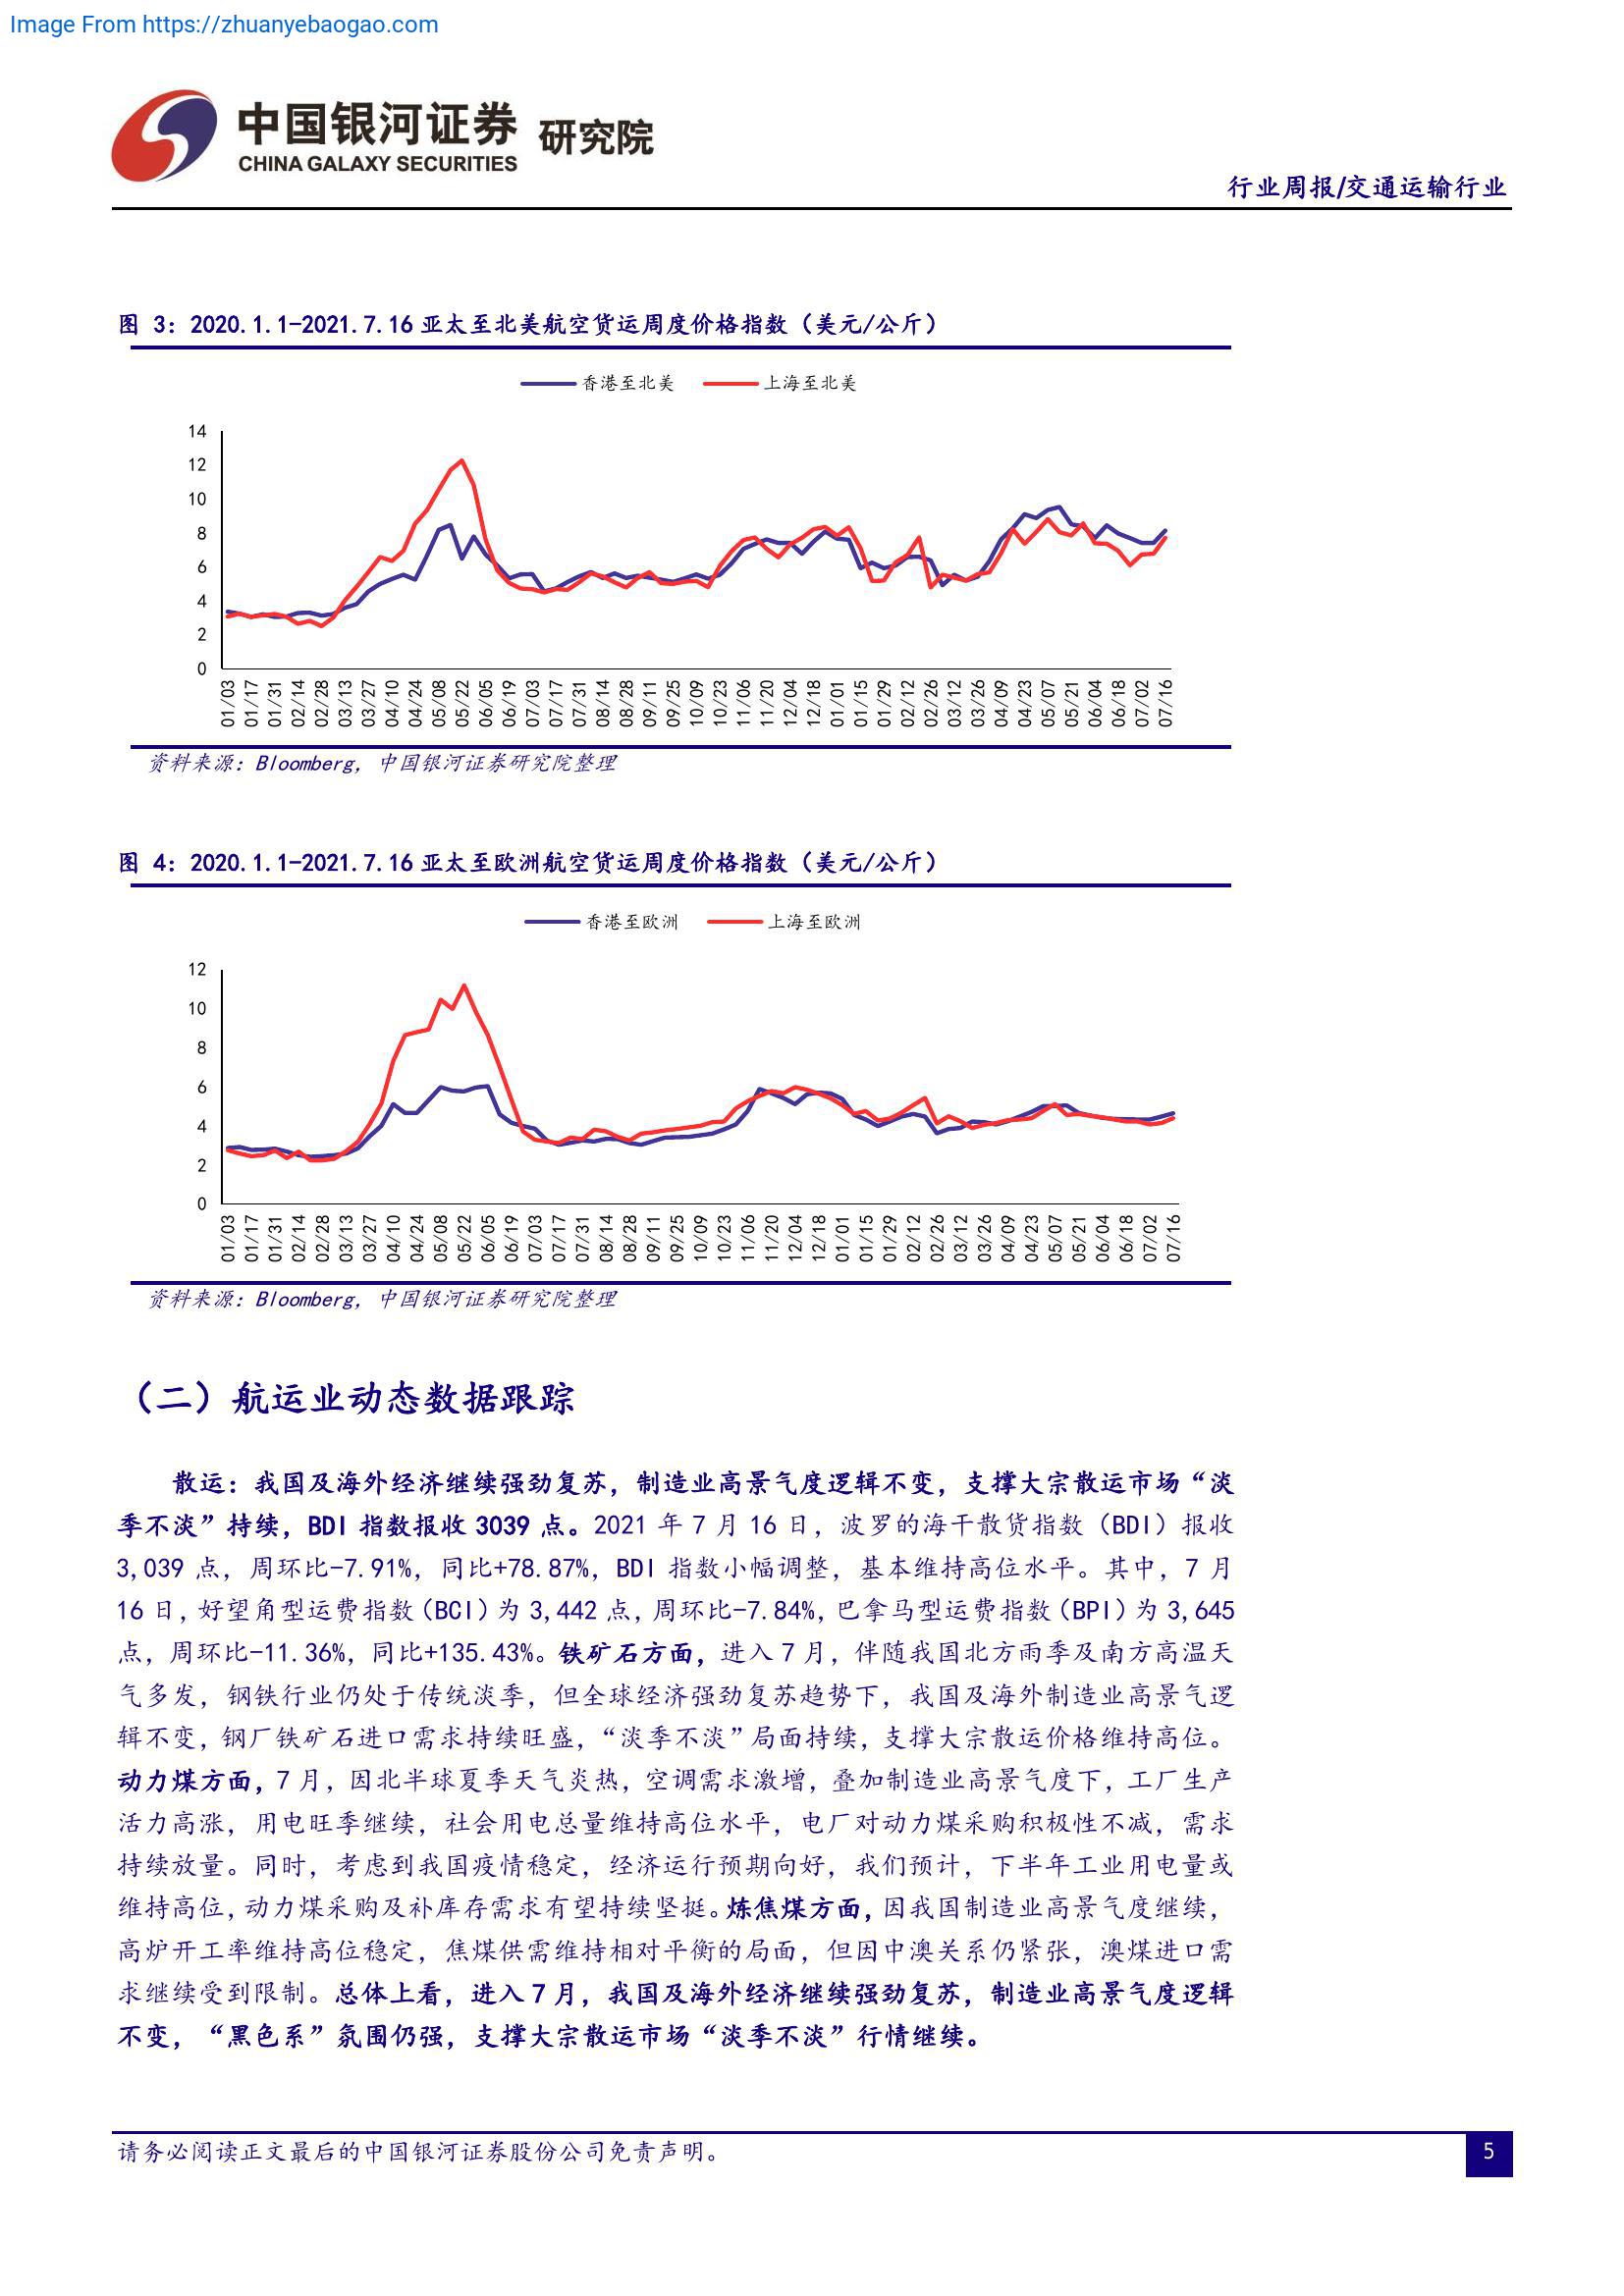 Image From https://zhuanyebaogao.com
中国银河证券 研究院
CHINA GALAXY SECURITIES
行业周报/交通运输行业
图 3：2020.1.1-2021.7.16 亚太至北美航空货运周度价格指数（美元/公斤）
香港至北美 上海至北美
14
12
10
8
6
4
2
0
01/03 01/17 01/31 02/14 02/28 03/13 03/27 04/10 04/24 05/08 05/22 06/05 06/19 07/03 07/17 07/31 08/14 08/28 09/11 09/25 10/09 10/23 11/06 11/20 12/04 12/18 01/01 01/15 01/29 02/12 02/26 03/12 03/26 04/09 04/23 05/07 05/21 06/04 06/18 07/02 07/16
资料来源：Bloomberg，中国银河证券研究院整理
图 4：2020.1.1-2021.7.16 亚太至欧洲航空货运周度价格指数（美元/公斤）
香港至欧洲 上海至欧洲
12
10
8
6
4
2
0
01/03 01/17 01/31 02/14 02/28 03/13 03/27 04/10 04/24 05/08 05/22 06/05 06/19 07/03 07/17 07/31 08/14 08/28 09/11 09/25 10/09 10/23 11/06 11/20 12/04 12/18 01/01 01/15 01/29 02/12 02/26 03/12 03/26 04/09 04/23 05/07 05/21 06/04 06/18 07/02 07/16
资料来源：Bloomberg，中国银河证券研究院整理
（二）航运业动态数据跟踪
散运：我国及海外经济继续强劲复苏，制造业高景气度逻辑不变，支撑大宗散运市场“淡
季不淡”持续，BDI 指数报收 3039 点。2021 年 7 月 16 日，波罗的海干散货指数（BDI）报收
3,039 点，周环比-7.91%，同比+78.87%，BDI 指数小幅调整，基本维持高位水平。其中，7 月
16 日，好望角型运费指数（BCI）为 3,442 点，周环比-7.84%，巴拿马型运费指数（BPI）为 3,645
点，周环比-11.36%，同比+135.43%。铁矿石方面，进入 7 月，伴随我国北方雨季及南方高温天
气多发，钢铁行业仍处于传统淡季，但全球经济强劲复苏趋势下，我国及海外制造业高景气逻
辑不变，钢厂铁矿石进口需求持续旺盛，“淡季不淡”局面持续，支撑大宗散运价格维持高位。
动力煤方面，7 月，因北半球夏季天气炎热，空调需求激增，叠加制造业高景气度下，工厂生产
活力高涨，用电旺季继续，社会用电总量维持高位水平，电厂对动力煤采购积极性不减，需求
持续放量。同时，考虑到我国疫情稳定，经济运行预期向好，我们预计，下半年工业用电量或
维持高位，动力煤采购及补库存需求有望持续坚挺。炼焦煤方面，因我国制造业高景气度继续，
高炉开工率维持高位稳定，焦煤供需维持相对平衡的局面，但因中澳关系仍紧张，澳煤进口需
求继续受到限制。总体上看，进入 7 月，我国及海外经济继续强劲复苏，制造业高景气度逻辑
不变，“黑色系”氛围仍强，支撑大宗散运市场“淡季不淡”行情继续。
请务必阅读正文最后的中国银河证券股份公司免责声明。
5